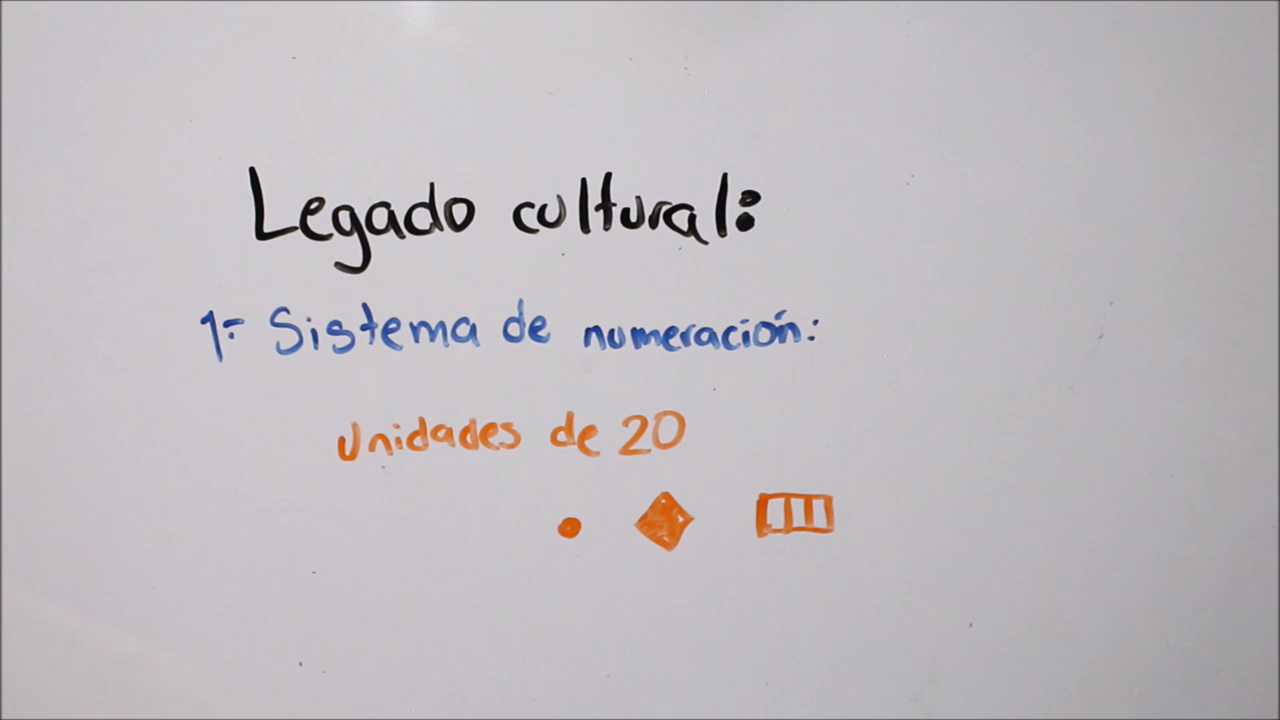 Legado cultural:
1.- Sistema de numeración:
Unidades de 20